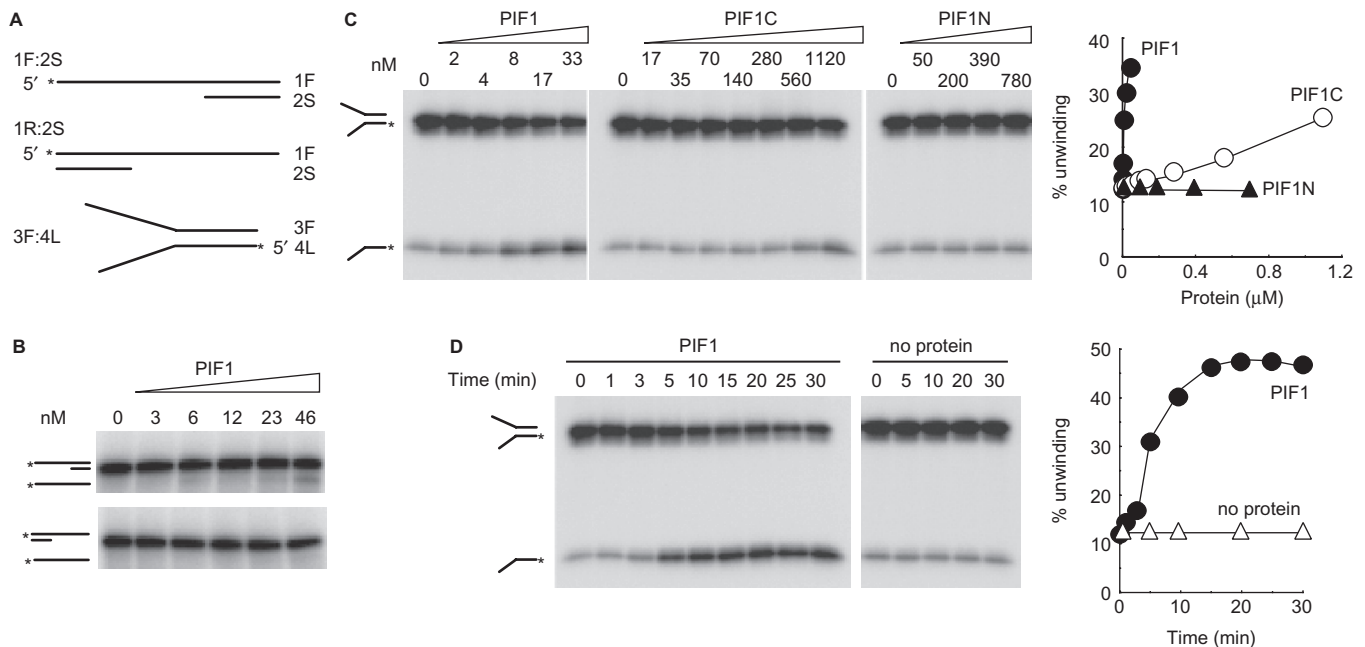 A
1F:2S
5′ *
1F
2S
1R:2S
5′ *
1F
2S
3F:4L
3F
* 5′ 4L
B
PIF1
nM 0 3 6 12 23 46
*
*
*
*
C
PIF1 PIF1C PIF1N
2 8 33 17 70 280 1120 50 390
nM
0 4 17 0 35 140 560 0 200 780
*
*
% unwinding
40
30
20
10
0
PIF1
PIF1C
PIF1N
0 0.4 0.8 1.2
Protein (μM)
D
PIF1 no protein
Time (min) 0 1 3 5 10 15 20 25 30 0 5 10 20 30
*
*
% unwinding
50
40
30
20
10
0
PIF1
no protein
0 10 20 30
Time (min)